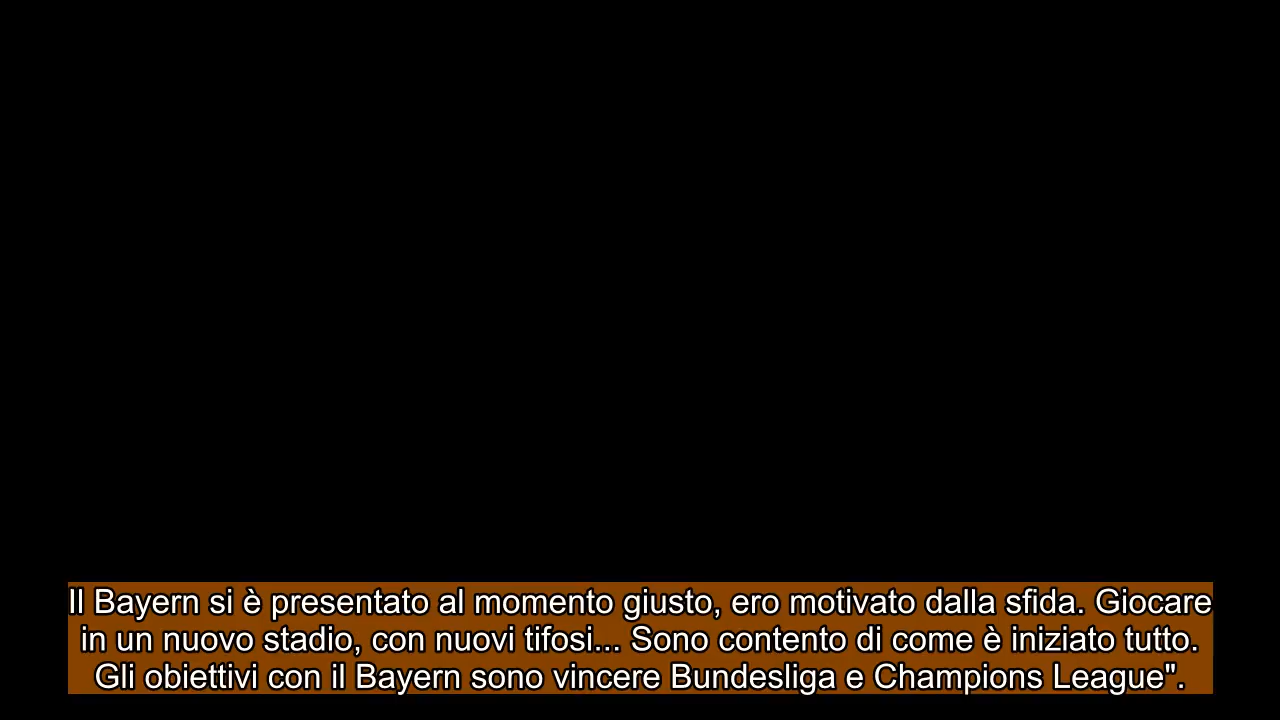 Il Bayern si è presentato al momento giusto, ero motivato dalla sfida. Giocare
in un nuovo stadio, con nuovi tifosi... Sono contento di come è iniziato tutto.
Gli obiettivi con il Bayern sono vincere Bundesliga e Champions League".